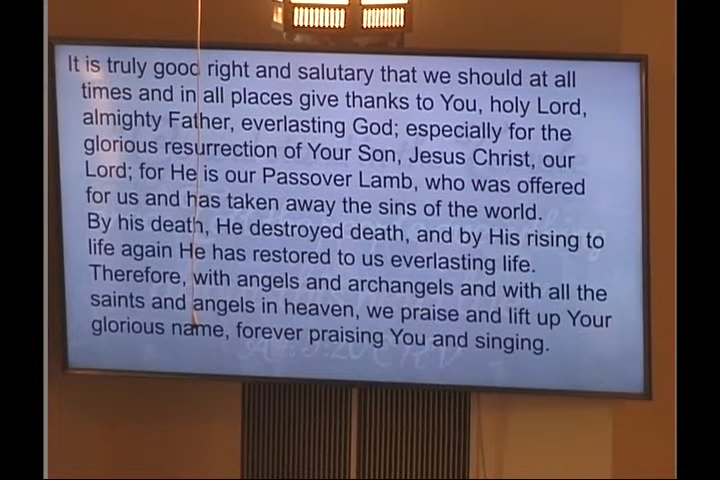 It is truly good right and salutary that we should at all
times and in all places give thanks to You, holy Lord,
almighty Father, everlasting God; especially for the
glorious resurrection of Your Son, Jesus Christ, our
Lord; for He is our Passover Lamb, who was offered
for us and has taken away the sins of the world.
By his death, He destroyed death, and by His rising to
life again He has restored to us everlasting life.
Therefore, with angels and archangels and with all the
saints and angels in heaven, we praise and lift up Your
glorious name, forever praising You and singing.